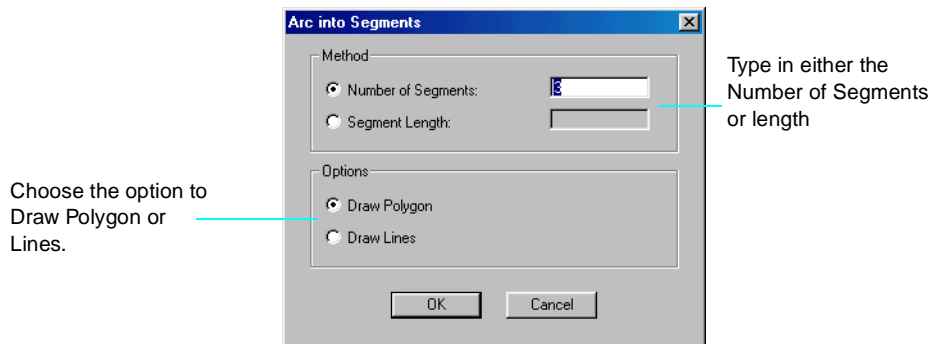 Arc into Segments
Method
Number of Segments: 3
Segment Length:
Type in either the
Number of Segments
or length
Options
Draw Polygon
Draw Lines
Choose the option to
Draw Polygon or
Lines.
OK Cancel